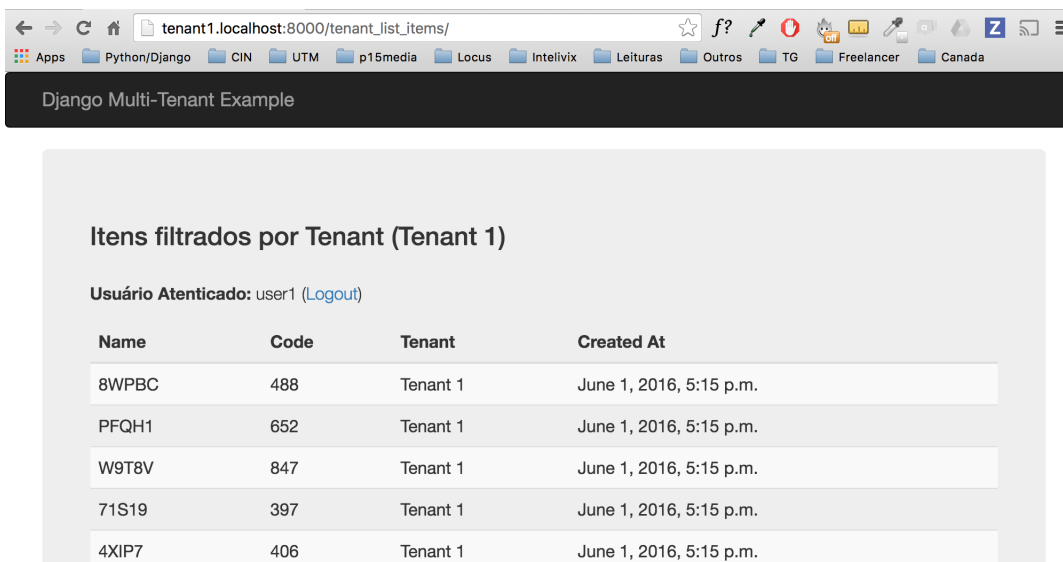 tenant1.localhost:8000/tenant_list_items/
f?
off
Z
Apps Python/Django CIN UTM p15media Locus Intelivix Leituras Outros TG Freelancer Canada
Django Multi-Tenant Example
Itens filtrados por Tenant (Tenant 1)
Usuário Atenticado: user1 (Logout)
Name Code Tenant Created At
8WPBC 488 Tenant 1 June 1, 2016, 5:15 p.m.
PFQH1 652 Tenant 1 June 1, 2016, 5:15 p.m.
W9T8V 847 Tenant 1 June 1, 2016, 5:15 p.m.
71S19 397 Tenant 1 June 1, 2016, 5:15 p.m.
4XIP7 406 Tenant 1 June 1, 2016, 5:15 p.m.